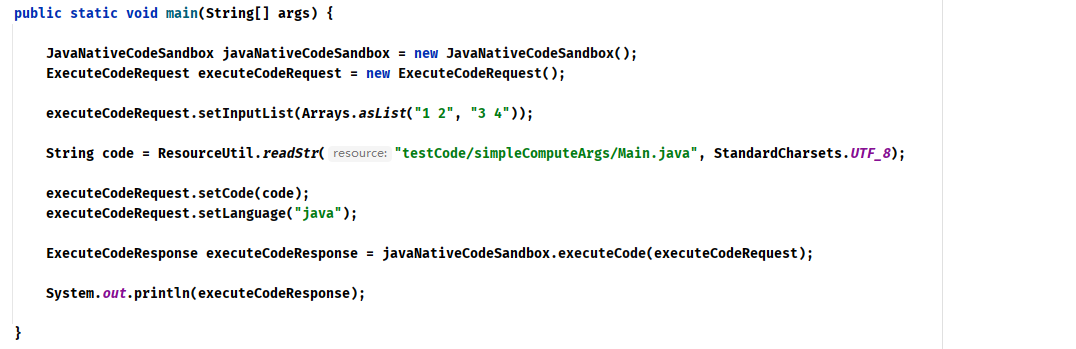 public static void main(String[] args) {
JavaNativeCodeSandbox javaNativeCodeSandbox = new JavaNativeCodeSandbox();
ExecuteCodeRequest executeCodeRequest = new ExecuteCodeRequest();
executeCodeRequest.setInputList(Arrays.asList("1 2", "3 4"));
String code = ResourceUtil.readStr( resource: "testCode/simpleComputeArgs/Main.java", StandardCharsets.UTF_8);
executeCodeRequest.setCode(code);
executeCodeRequest.setLanguage("java");
ExecuteCodeResponse executeCodeResponse = javaNativeCodeSandbox.executeCode(executeCodeRequest);
System.out.println(executeCodeResponse);
}